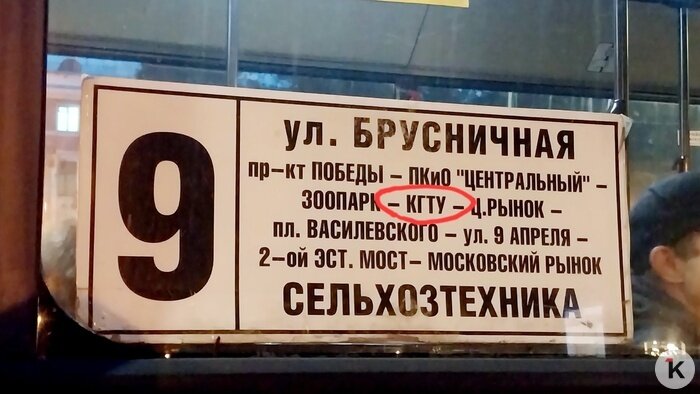 9
ул. БРУСНИЧНАЯ
пр-кт ПОБЕДЫ – ПКиО "ЦЕНТРАЛЬНЫЙ" –
ЗООПАРК – КГТУ – Ц.РЫНОК –
пл. ВАСИЛЕВСКОГО – ул. 9 АПРЕЛЯ –
2-ой ЭСТ. МОСТ– МОСКОВСКИЙ РЫНОК
СЕЛЬХОЗТЕХНИКА
К